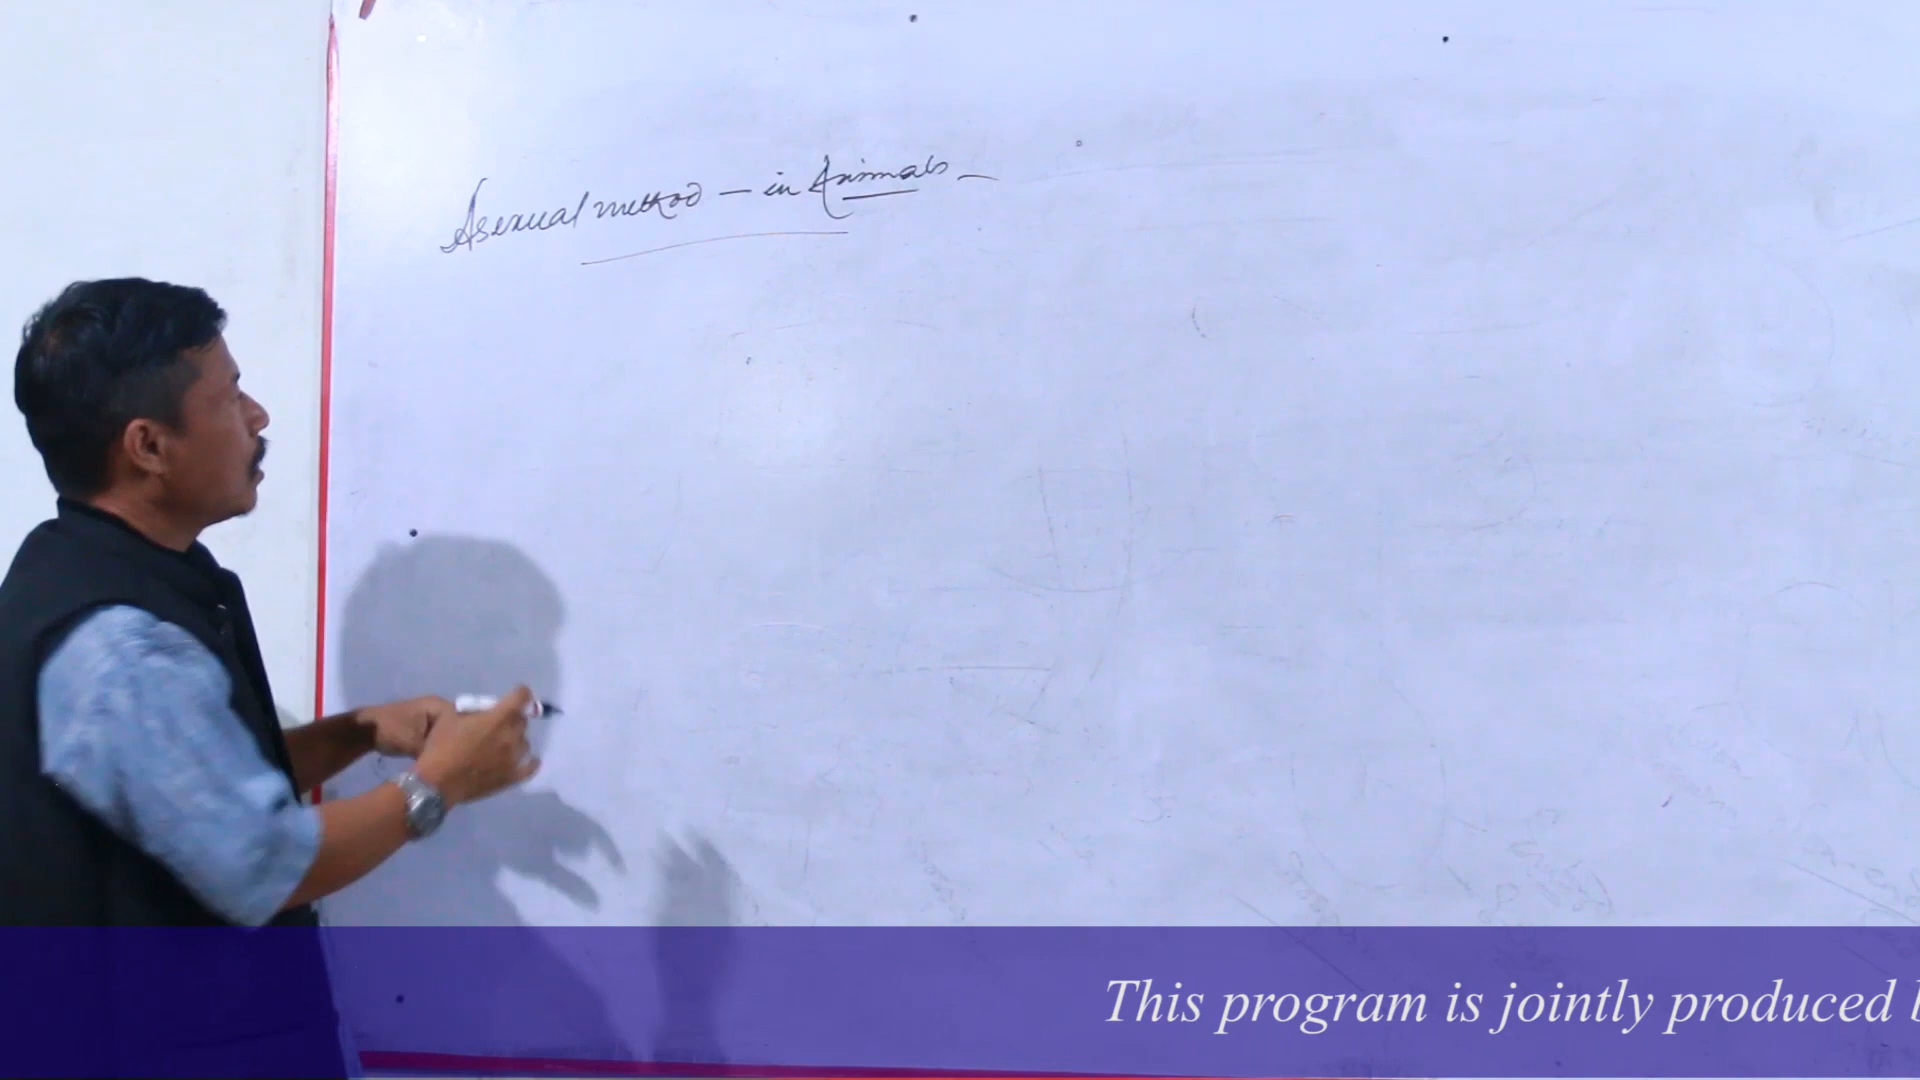 Asexual method — in Animals —
This program is jointly produced b